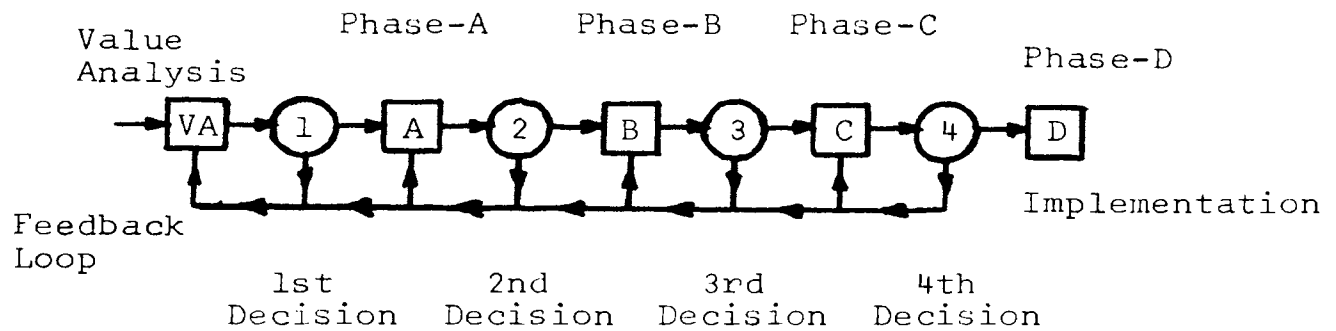 Phase-A
Phase-B
Phase-C
Value
Analysis
Phase-D
VA
1
A
2
B
3
C
4
D
Feedback
Loop
Implementation
1st
Decision
2nd
Decision
3rd
Decision
4th
Decision